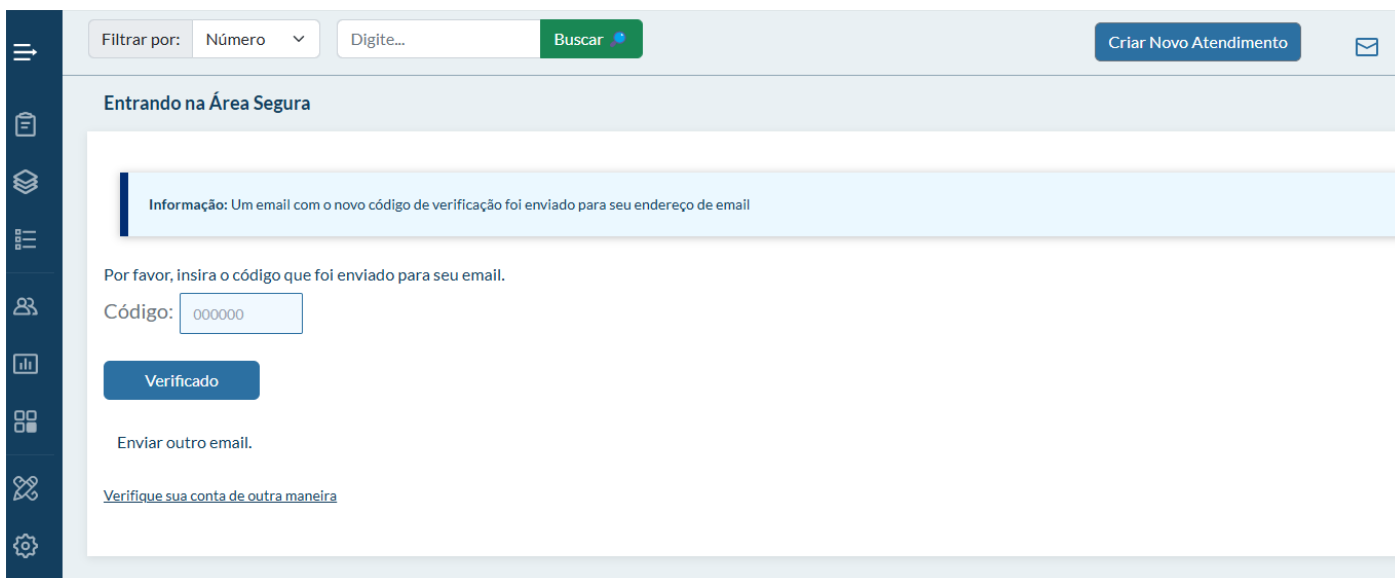 Filtrar por: Número Digite... Buscar Criar Novo Atendimento
Entrando na Área Segura
Informação: Um email com o novo código de verificação foi enviado para seu endereço de email
Por favor, insira o código que foi enviado para seu email.
Código: 000000
Verificado
Enviar outro email.
Verifique sua conta de outra maneira